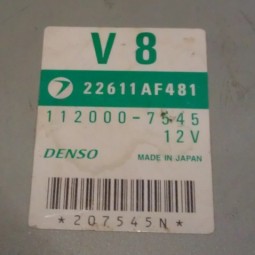 V 8
22611AF481
112000-7545
12V
DENSO MADE IN JAPAN
*207545N*